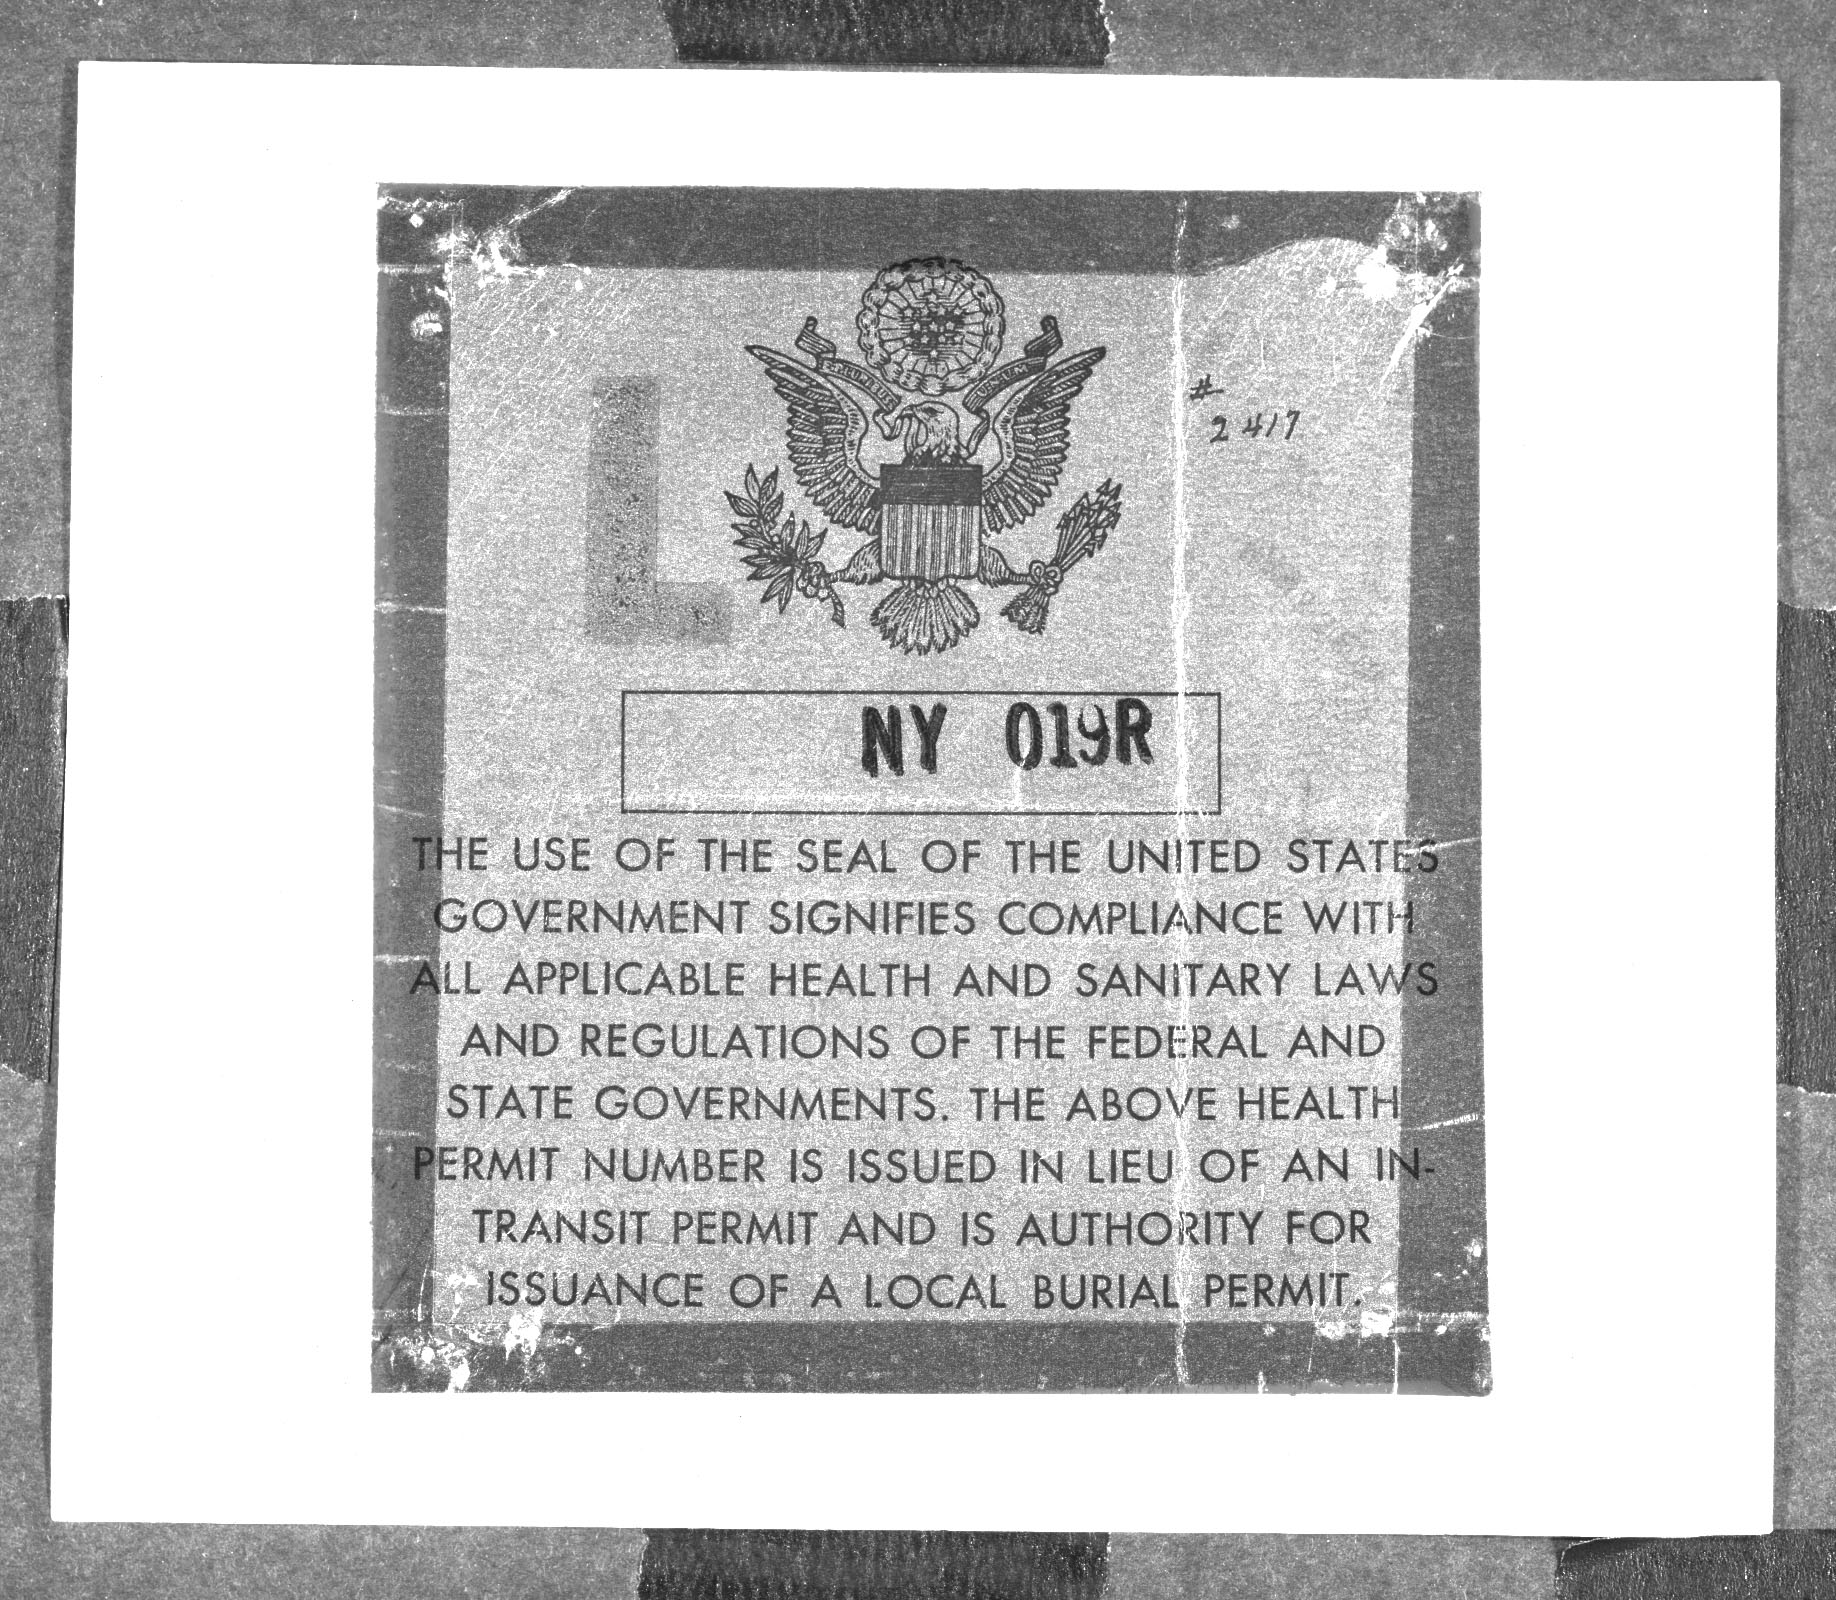 #
2417
L
NY 019R
THE USE OF THE SEAL OF THE UNITED STATES
GOVERNMENT SIGNIFIES COMPLIANCE WITH
ALL APPLICABLE HEALTH AND SANITARY LAWS
AND REGULATIONS OF THE FEDERAL AND
STATE GOVERNMENTS. THE ABOVE HEALTH
PERMIT NUMBER IS ISSUED IN LIEU OF AN IN-
TRANSIT PERMIT AND IS AUTHORITY FOR
ISSUANCE OF A LOCAL BURIAL PERMIT.